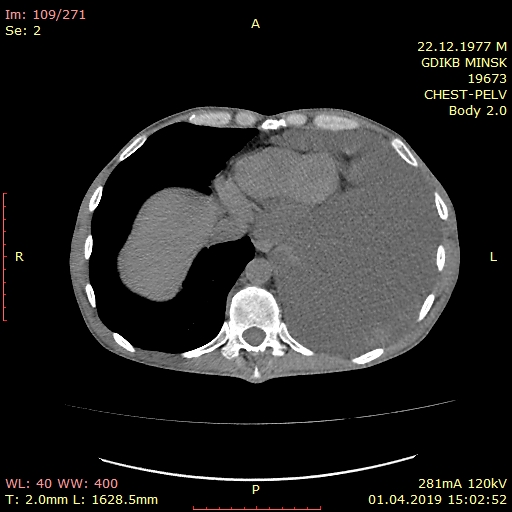 Im: 109/271
Se: 2
A
22.12.1977 M
GDIKB MINSK
19673
CHEST-PELV
Body 2.0
R
L
WL: 40 WW: 400
T: 2.0mm L: 1628.5mm
P
281mA 120kV
01.04.2019 15:02:52